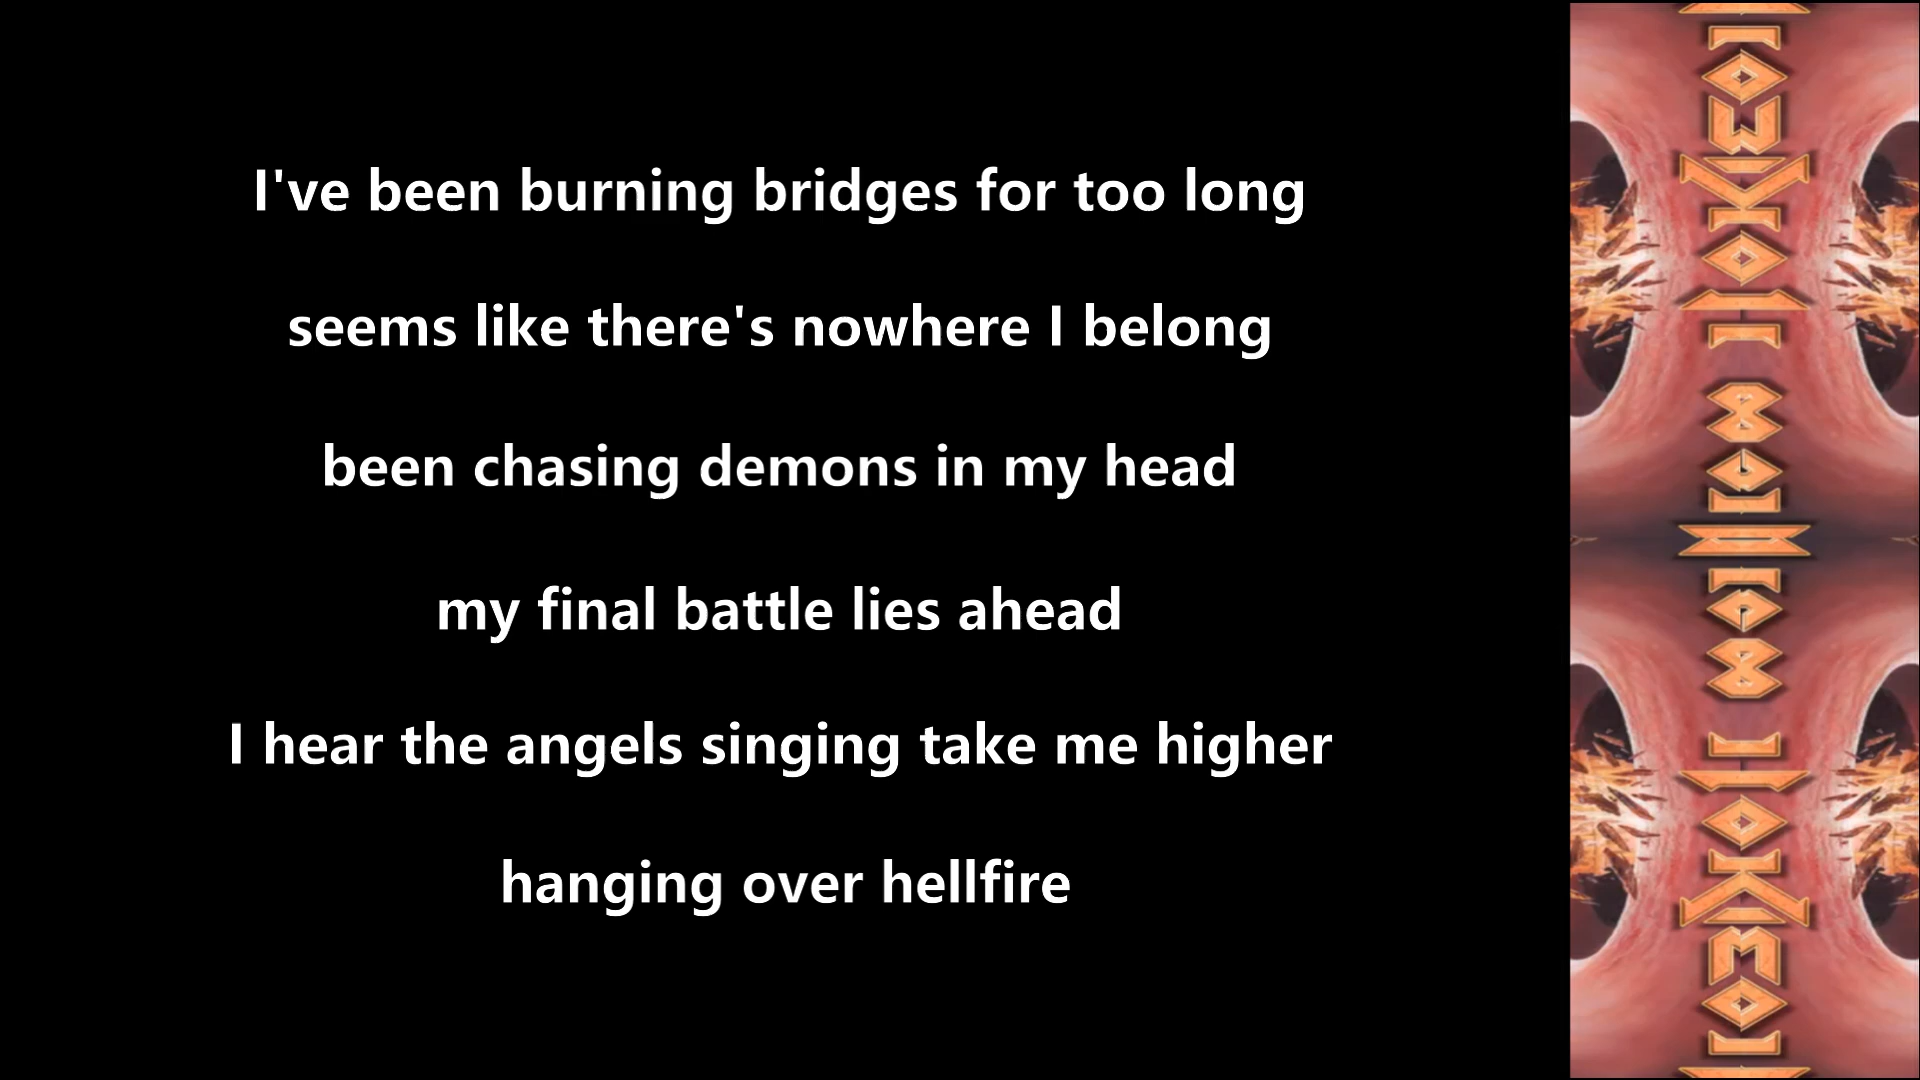 I've been burning bridges for too long
seems like there's nowhere I belong
been chasing demons in my head
my final battle lies ahead
I hear the angels singing take me higher
hanging over hellfire